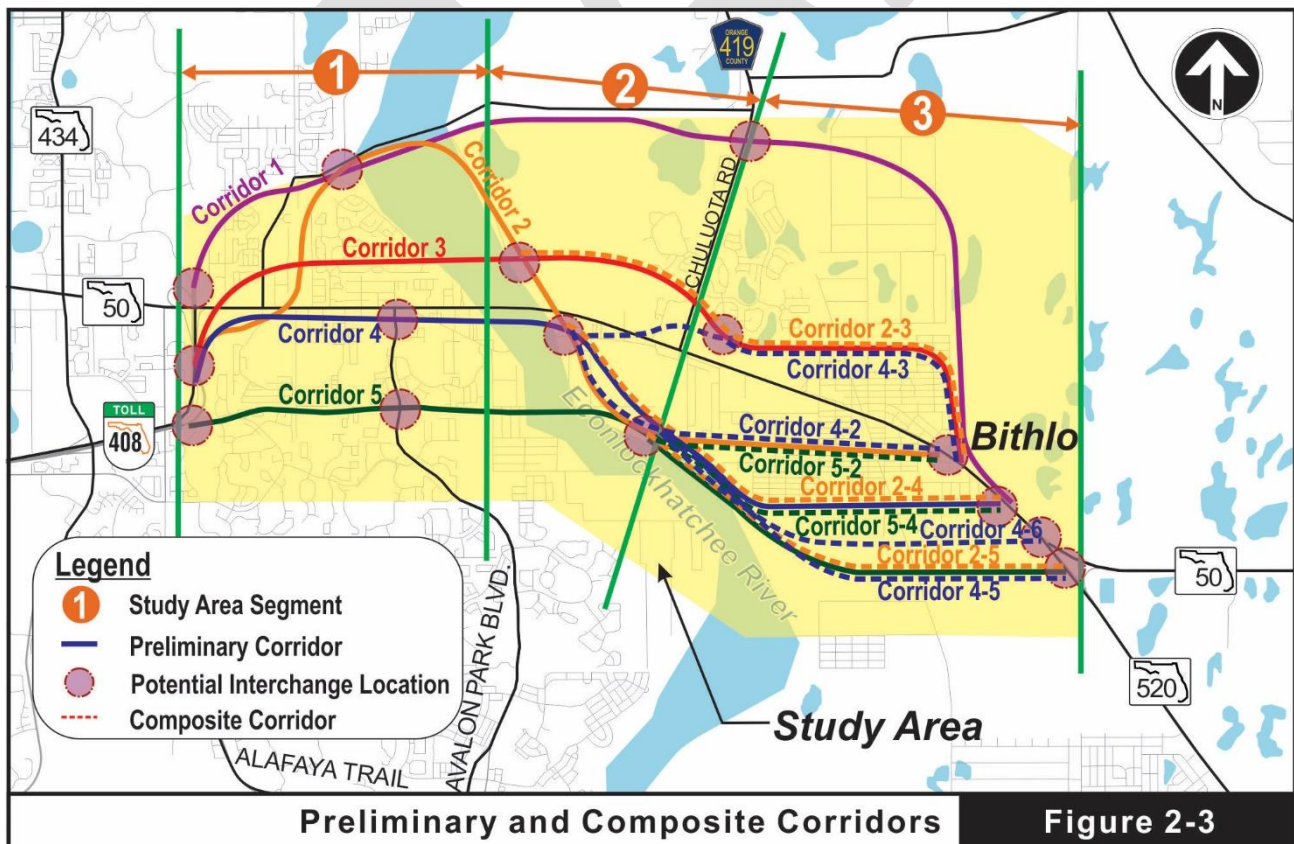 1
2
3
ORANGE
419
COUNTY
N
434
Corridor 1
Corridor 2
CHULUOTA RD
Corridor 3
50
Corridor 4
Corridor 2-3
Corridor 4-3
Corridor 5
TOLL
408
Econlockhatchee River
Corridor 4-2
Corridor 5-2
Bithlo
Corridor 2-4
Corridor 5-4
Corridor 4-6
Corridor 2-5
Corridor 4-5
50
520
Legend
1 Study Area Segment
Preliminary Corridor
Potential Interchange Location
Composite Corridor
AVALON PARK BLVD.
ALAFAYA TRAIL
Study Area
Preliminary and Composite Corridors
Figure 2-3